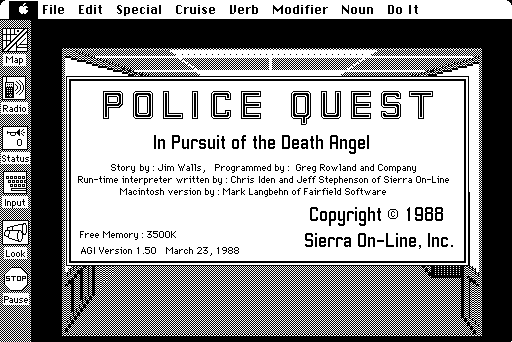 File Edit Special Cruise Verb Modifier Noun Do It
Map
Radio
0
Status
Input
Look
STOP
Pause
POLICE QUEST
In Pursuit of the Death Angel
Story by : Jim Walls, Programmed by : Greg Rowland and Company
Run-time interpreter written by : Chris Iden and Jeff Stephenson of Sierra On-Line
Macintosh version by : Mark Langbehn of Fairfield Software
Copyright © 1988
Free Memory : 3500K
Sierra On-Line, Inc.
AGI Version 1.50 March 23, 1988